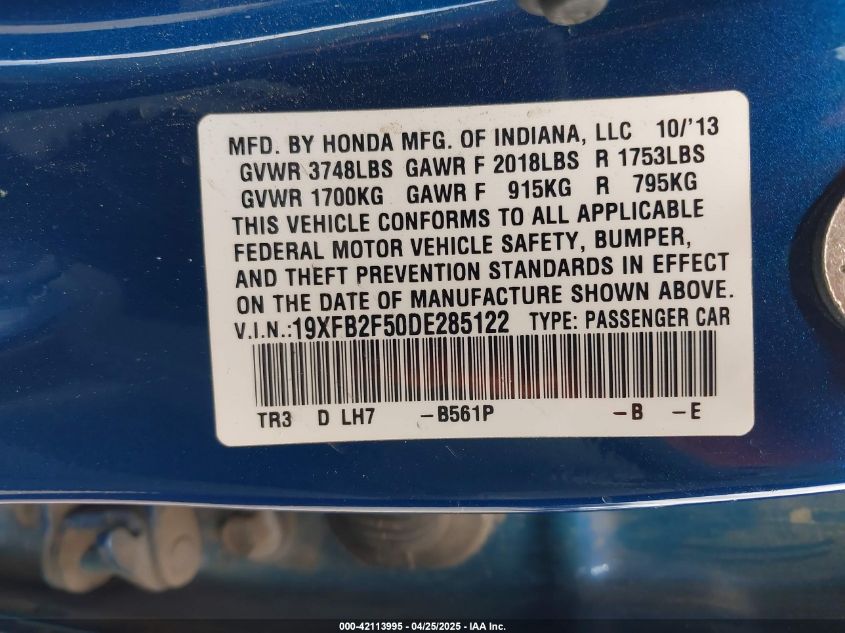 MFD. BY HONDA MFG. OF INDIANA, LLC 10/'13
GVWR 3748LBS GAWR F 2018LBS R 1753LBS
GVWR 1700KG GAWR F 915KG R 795KG
THIS VEHICLE CONFORMS TO ALL APPLICABLE
FEDERAL MOTOR VEHICLE SAFETY, BUMPER,
AND THEFT PREVENTION STANDARDS IN EFFECT
ON THE DATE OF MANUFACTURE SHOWN ABOVE.
V.I.N.:19XFB2F50DE285122 TYPE: PASSENGER CAR
TR3 D LH7 -B561P -B -E
000-42113995 - 04/25/2025 - IAA Inc.